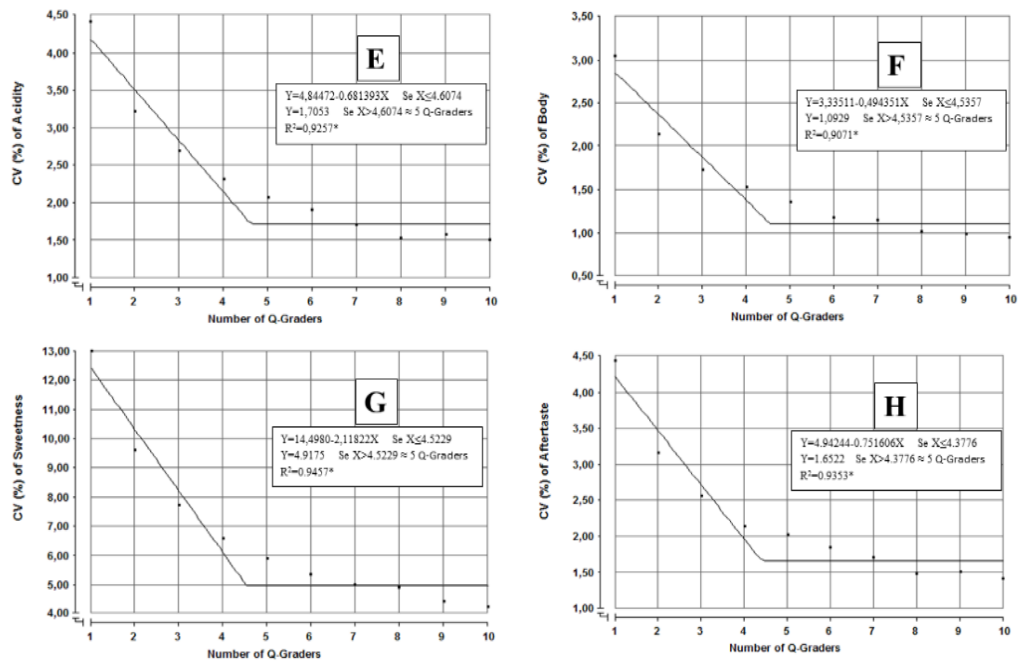 4,50
4,00
3,50
3,00
2,50
2,00
1,50
1,00
CV (%) of Acidity
E
Y=4,84472-0.681393X Se X≤4.6074
Y=1,7053 Se X>4,6074 ≈ 5 Q-Graders
R²=0,9257*
1 2 3 4 5 6 7 8 9 10
Number of Q-Graders
3,50
3,00
2,50
2,00
1,50
1,00
0,50
CV (%) of Body
F
Y=3,33511-0,494351X Se X≤4,5357
Y=1,0929 Se X>4,5357 ≈ 5 Q-Graders
R²=0,9071*
1 2 3 4 5 6 7 8 9 10
Number of Q-Graders
13,00
12,00
11,00
10,00
9,00
8,00
7,00
6,00
5,00
4,00
CV (%) of Sweetness
G
Y=14,4980-2,11822X Se X≤4.5229
Y=4.9175 Se X>4.5229 ≈ 5 Q-Graders
R²=0.9457*
1 2 3 4 5 6 7 8 9 10
Number of Q-Graders
4,50
4,00
3,00
2,50
2,00
1,50
1,00
CV (%) of Aftertaste
H
Y=4.94244-0.751606X Se X≤4.3776
Y=1.6522 Se X>4.3776 ≈ 5 Q-Graders
R²=0.9353*
1 2 3 4 5 6 7 8 9 10
Number of Q-Graders